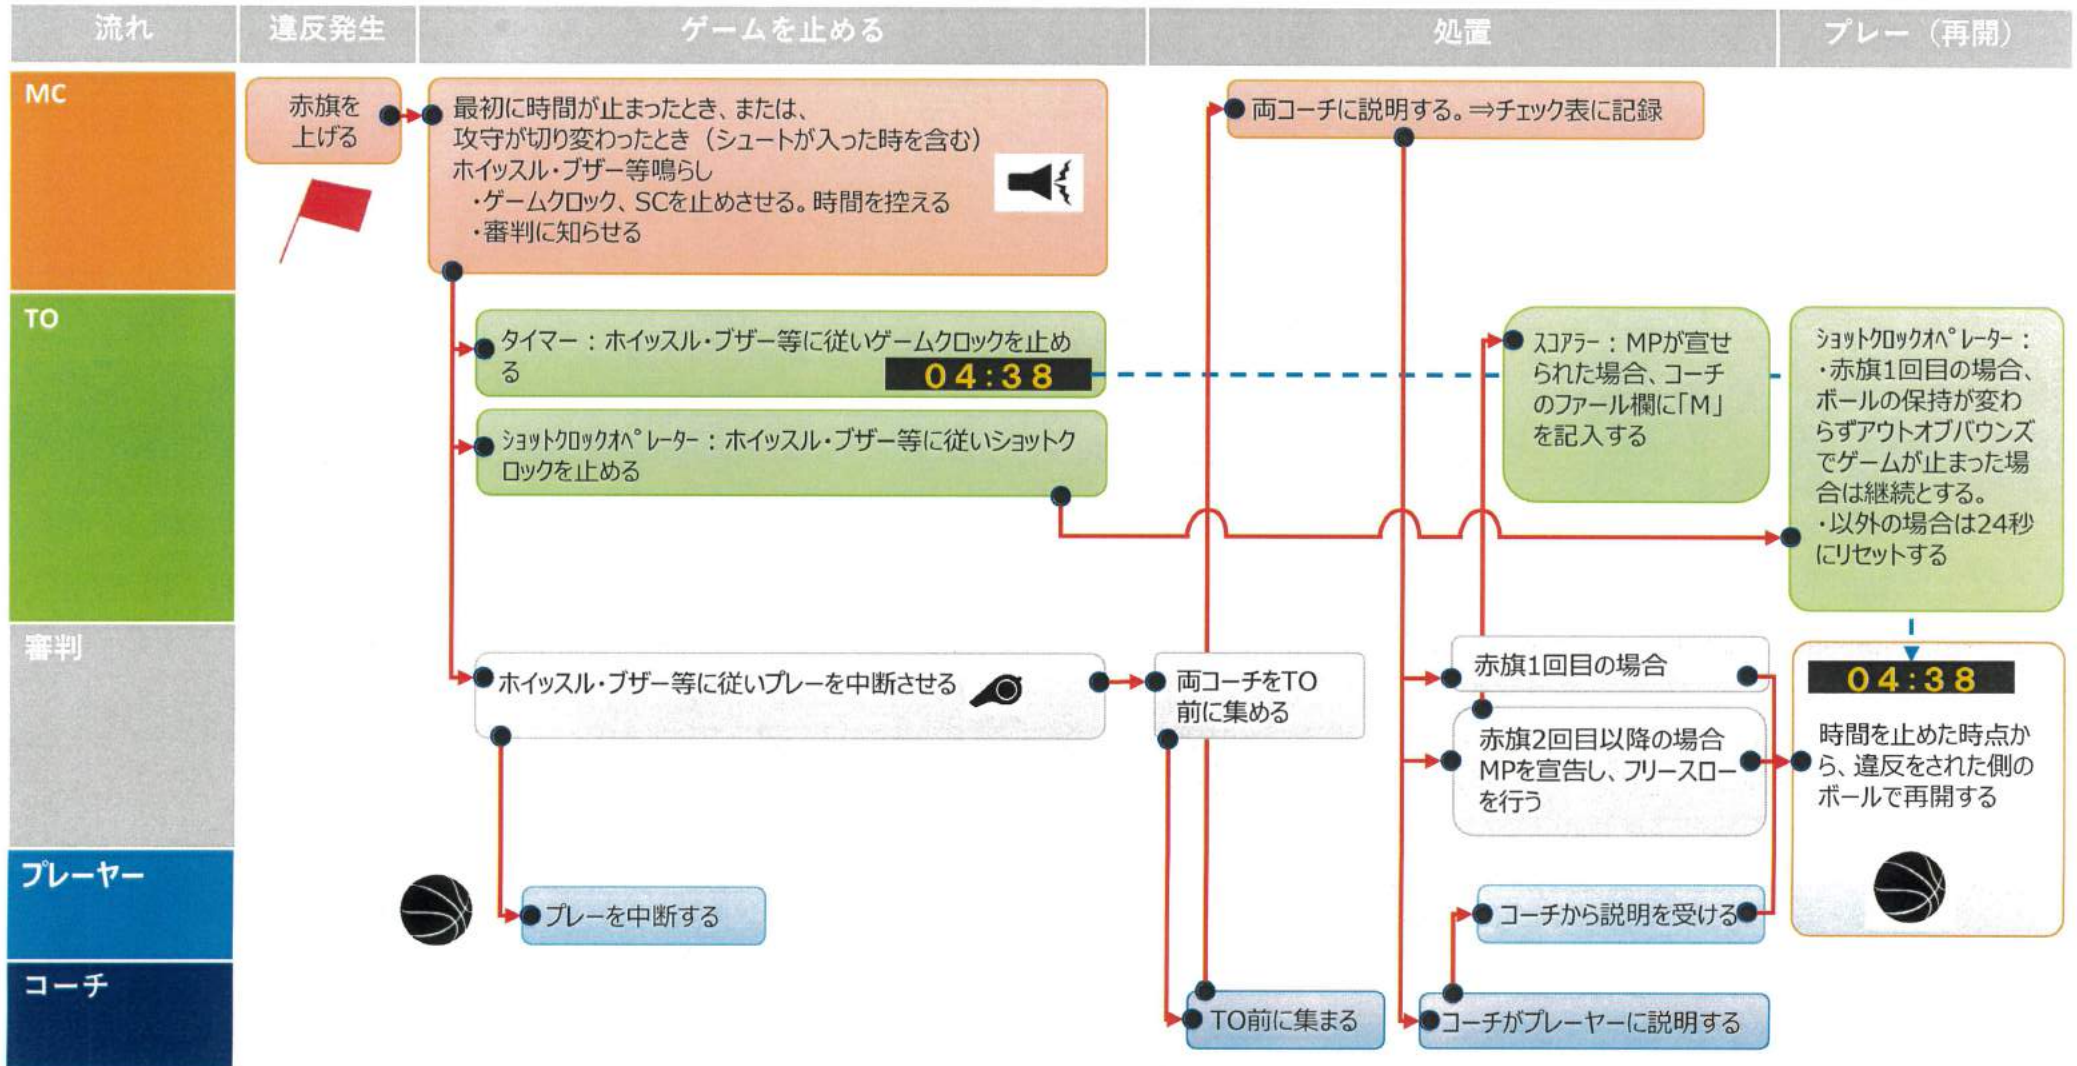 流れ
違反発生
ゲームを止める
処置
プレー（再開）
MC
赤旗を
上げる
最初に時間が止まったとき、または、
攻守が切り変わったとき（シュートが入った時を含む）
ホイッスル・ブザー等鳴らし
・ゲームクロック、SCを止めさせる。時間を控える
・審判に知らせる
両コーチに説明する。⇒チェック表に記録
TO
タイマー：ホイッスル・ブザー等に従いゲームクロックを止め
る
04:38
ｼｮｯﾄｸﾛｯｸｵﾍﾟﾚｰﾀｰ：ホイッスル・ブザー等に従いショットク
ロックを止める
ｽｺｱﾗｰ：MPが宣せ
られた場合、コーチ
のファール欄に「M」
を記入する
ｼｮｯﾄｸﾛｯｸｵﾍﾟﾚｰﾀｰ：
・赤旗1回目の場合、
ボールの保持が変わ
らずアウトオブバウンズ
でゲームが止まった場
合は継続とする。
・以外の場合は24秒
にリセットする
審判
ホイッスル・ブザー等に従いプレーを中断させる
両コーチをTO
前に集める
赤旗1回目の場合
赤旗2回目以降の場合
MPを宣告し、フリースロー
を行う
04:38
時間を止めた時点か
ら、違反をされた側の
ボールで再開する
プレーヤー
プレーを中断する
コーチから説明を受ける
コーチ
TO前に集まる
コーチがプレーヤーに説明する